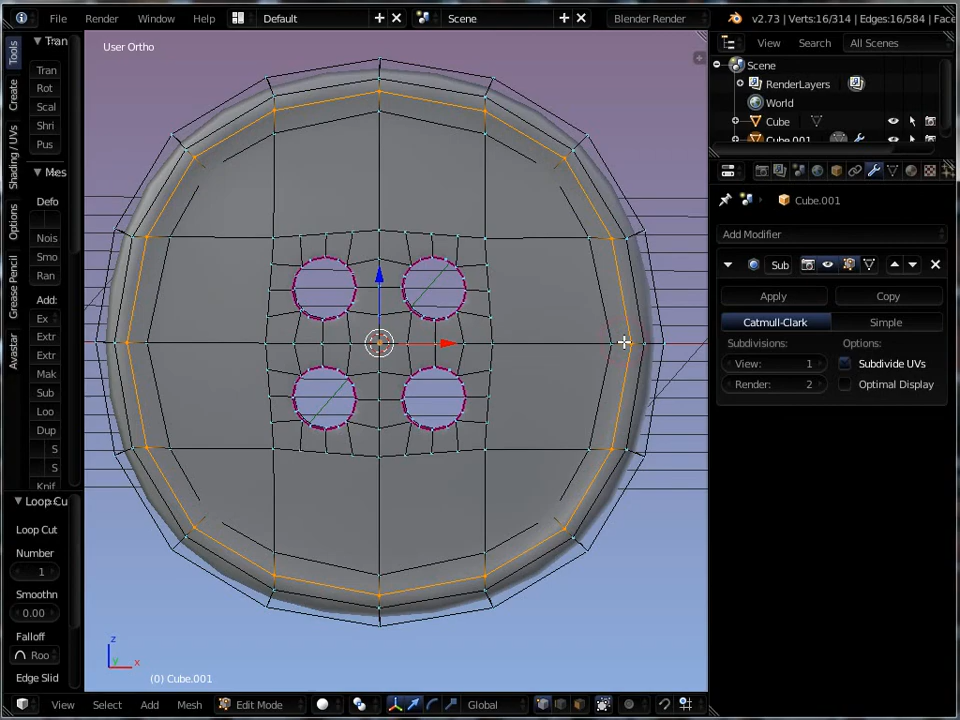 File Render Window Help Default Scene Blender Render v2.73 | Verts:16/314 | Edges:16/584 | Face
View Search All Scenes
Scene
RenderLayers
World
Cube
Cube.001
Tools
Create
Shading / UVs
Options
Grease Pencil
Avastar
Tran
Tran
Rot
Scal
Shri
Pus
Mes
Defo
Nois
Smo
Ran
Add:
Ex
Extr
Extr
Mak
Sub
Loo
Dup
S
S
Knif
Loop Cu
Loop Cut
Number
1
Smoothn
0.00
Falloff
Roo
Edge Slid
User Ortho
z
y x
(0) Cube.001
View Select Add Mesh Edit Mode Global
Cube.001
Add Modifier
Sub
Apply Copy
Catmull-Clark Simple
Subdivisions: Options:
View: 1 Subdivide UVs
Render: 2 Optimal Display